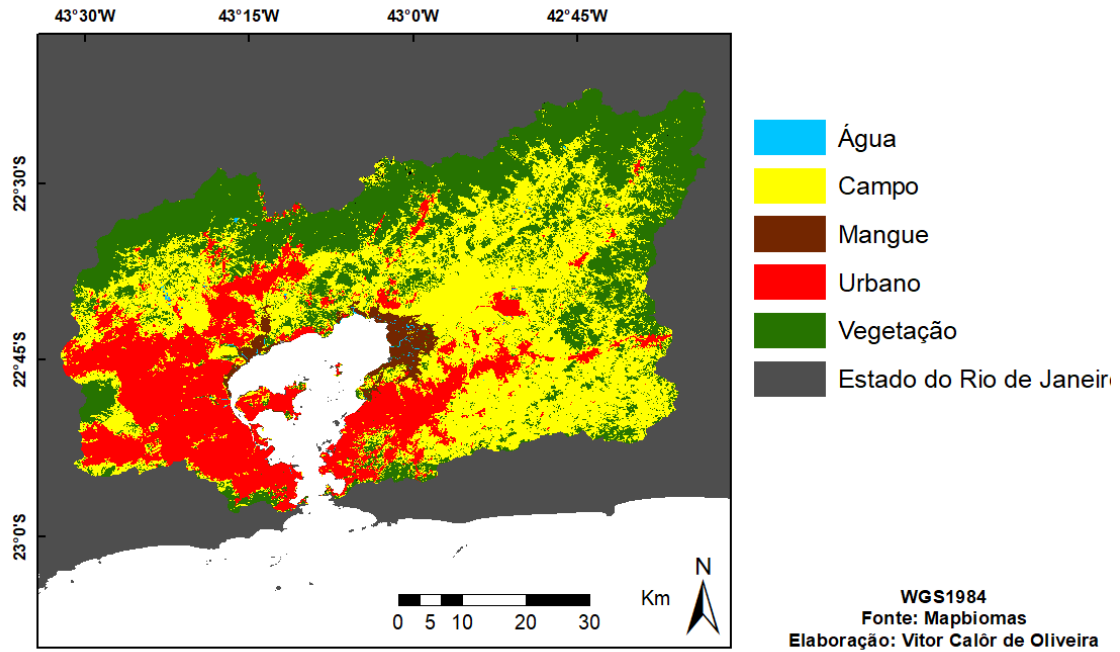 43°30'W 43°15'W 43°0'W 42°45'W
22°30'S
22°45'S
23°0'S
Água
Campo
Mangue
Urbano
Vegetação
Estado do Rio de Janeir
N
Km
0 5 10 20 30
WGS1984
Fonte: Mapbiomas
Elaboração: Vitor Calôr de Oliveira